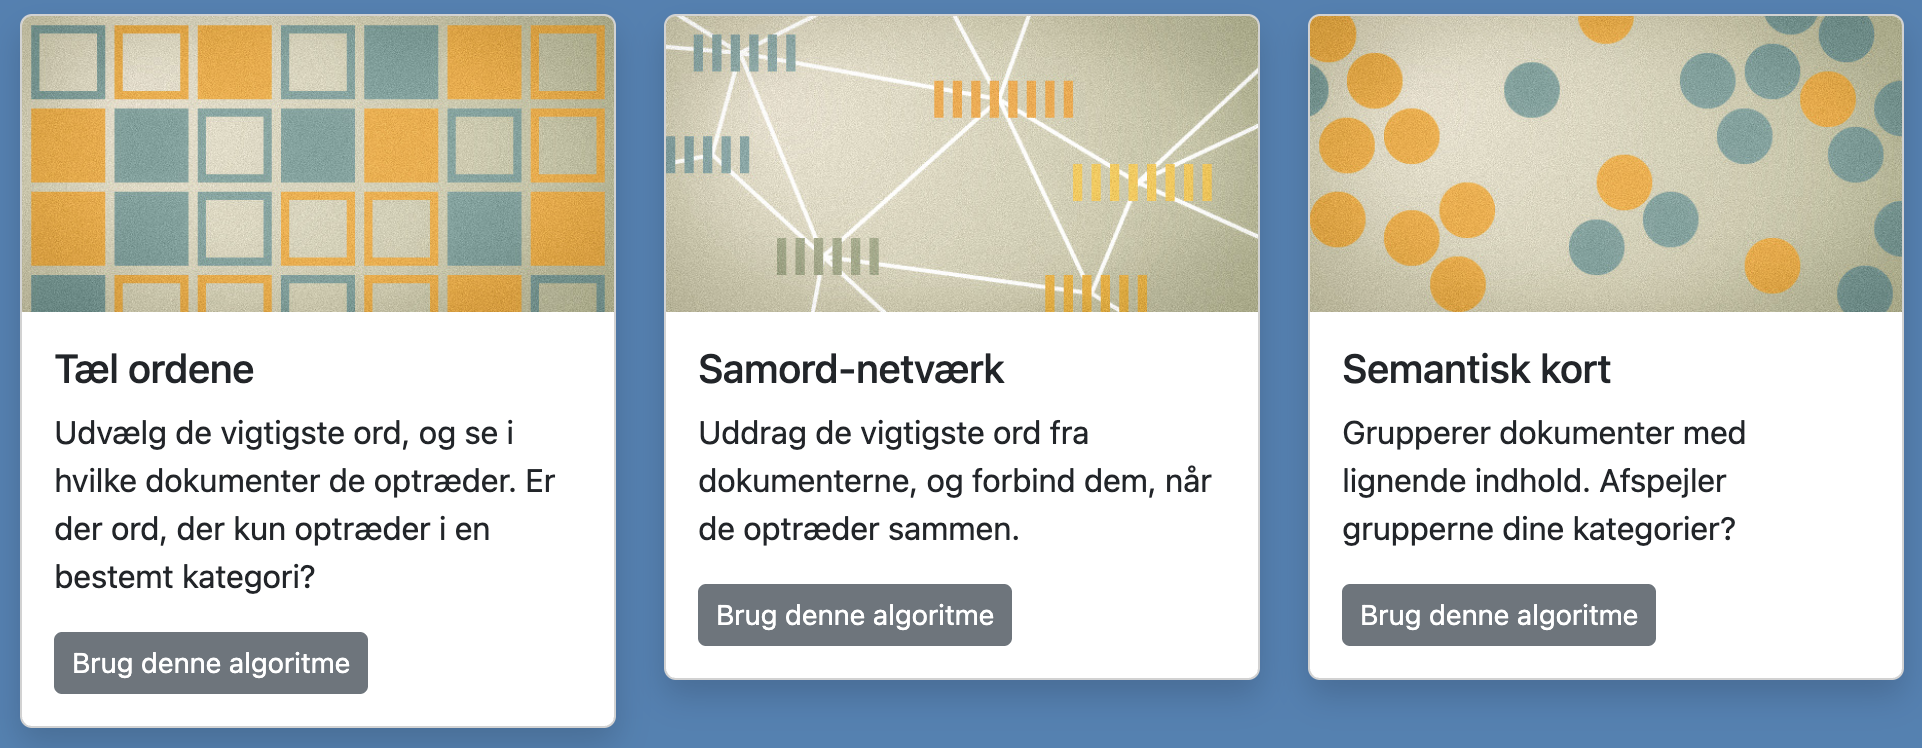 Tæl ordene
Udvælg de vigtigste ord, og se i
hvilke dokumenter de optræder. Er
der ord, der kun optræder i en
bestemt kategori?
Brug denne algoritme
Samord-netværk
Uddrag de vigtigste ord fra
dokumenterne, og forbind dem, når
de optræder sammen.
Brug denne algoritme
Semantisk kort
Grupperer dokumenter med
lignende indhold. Afspejler
grupperne dine kategorier?
Brug denne algoritme